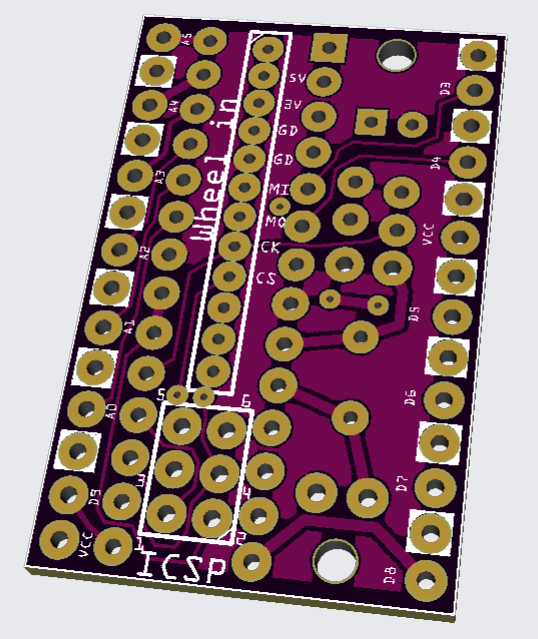 A5
A4
A3
A2
A1
A0
D9
VCC
Wheel in
5V
3V
GD
GD
MI
MO
CK
CS
D3
D4
VCC
D5
D6
D7
D8
5
6
3
4
1
2
ICSP